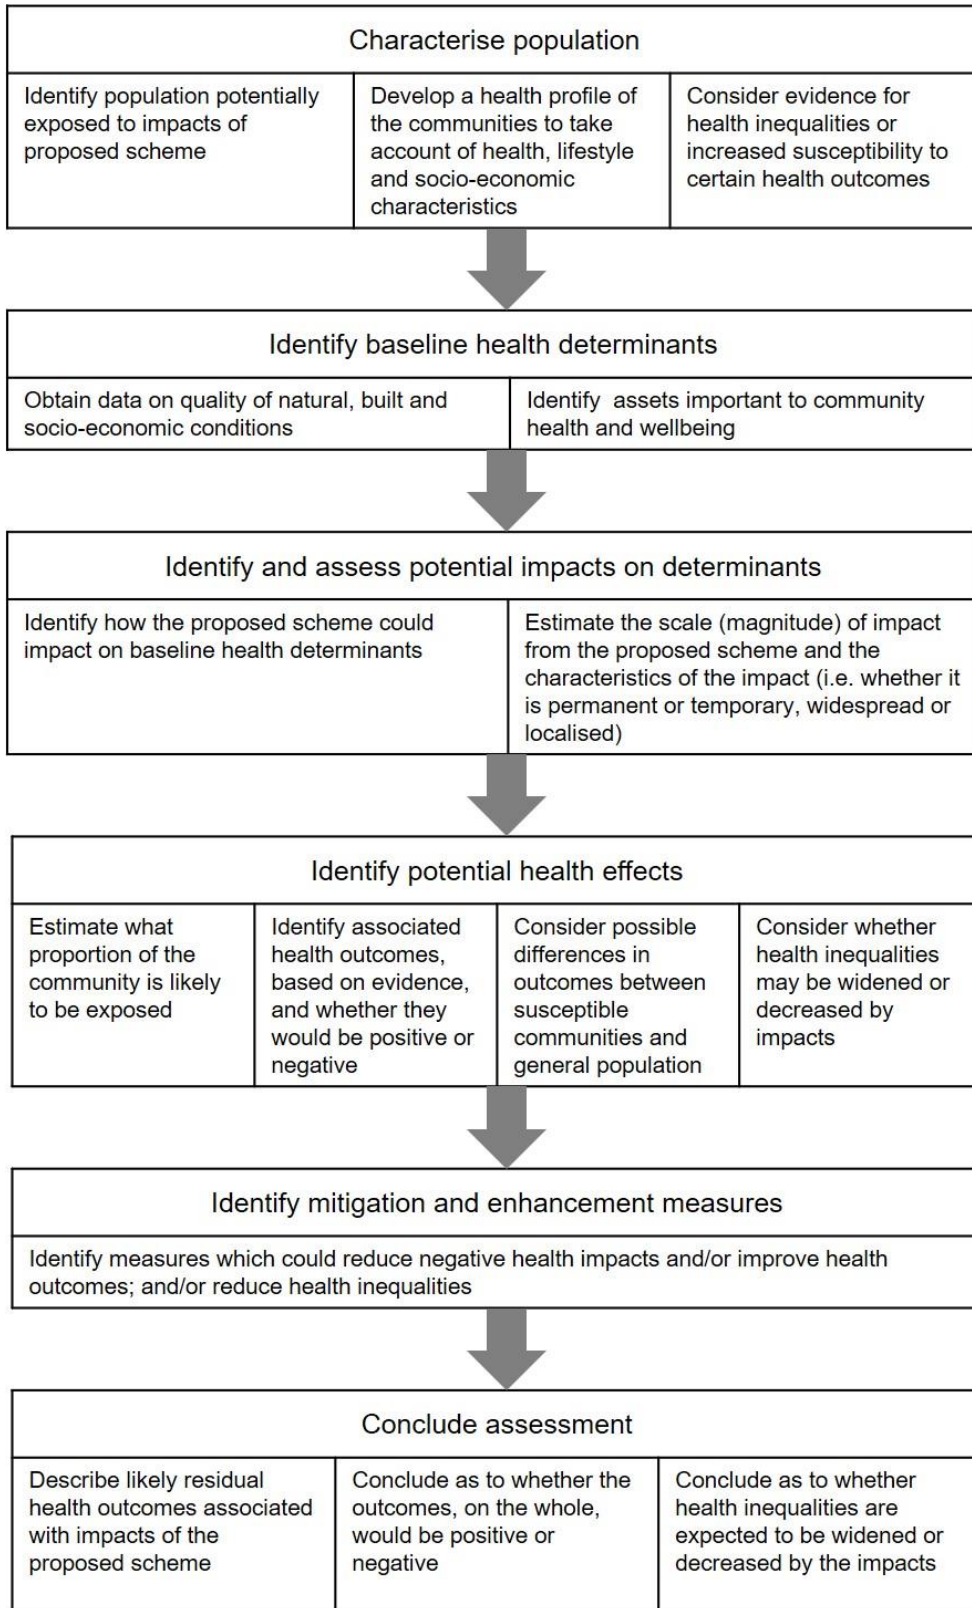 Characterise population
Identify population potentially
exposed to impacts of
proposed scheme
Develop a health profile of
the communities to take
account of health, lifestyle
and socio-economic
characteristics
Consider evidence for
health inequalities or
increased susceptibility to
certain health outcomes
Identify baseline health determinants
Obtain data on quality of natural, built and
socio-economic conditions
Identify  assets important to community
health and wellbeing
Identify and assess potential impacts on determinants
Identify how the proposed scheme could
impact on baseline health determinants
Estimate the scale (magnitude) of impact
from the proposed scheme and the
characteristics of the impact (i.e. whether it
is permanent or temporary, widespread or
localised)
Identify potential health effects
Estimate what
proportion of the
community is likely
to be exposed
Identify associated
health outcomes,
based on evidence,
and whether they
would be positive or
negative
Consider possible
differences in
outcomes between
susceptible
communities and
general population
Consider whether
health inequalities
may be widened or
decreased by
impacts
Identify mitigation and enhancement measures
Identify measures which could reduce negative health impacts and/or improve health
outcomes; and/or reduce health inequalities
Conclude assessment
Describe likely residual
health outcomes associated
with impacts of the
proposed scheme
Conclude as to whether the
outcomes, on the whole,
would be positive or
negative
Conclude as to whether
health inequalities are
expected to be widened or
decreased by the impacts